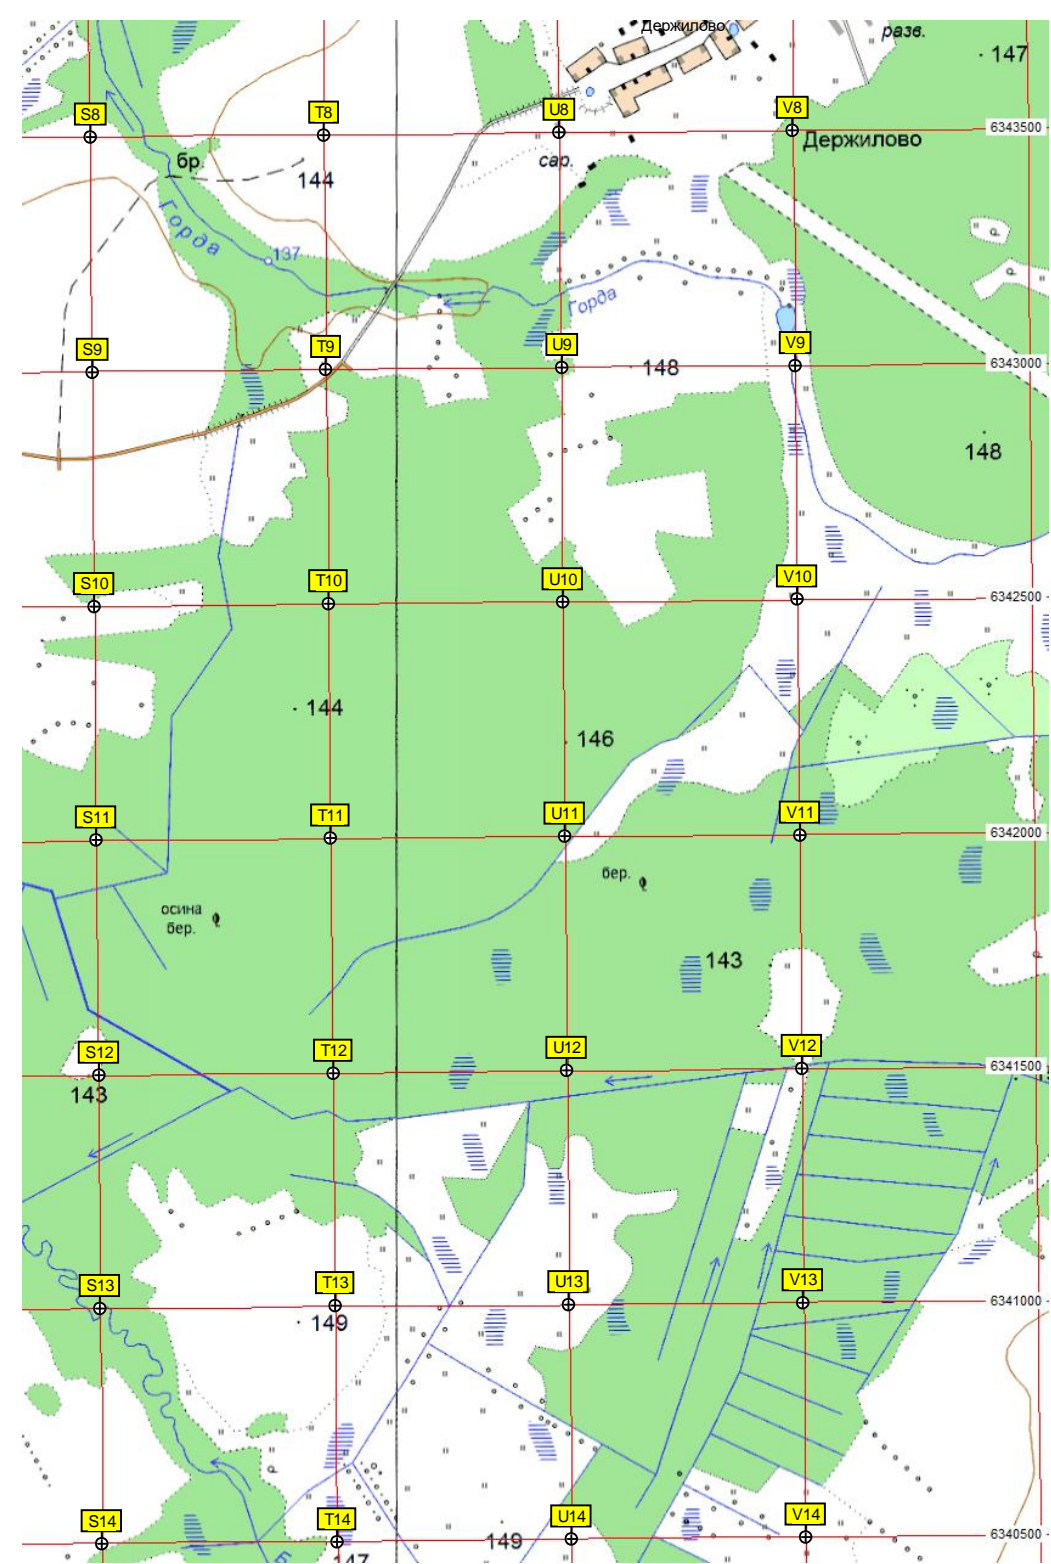 Держилово
разв.
147
S8
T8
U8
V8
6343500
Держилово
бр.
сар.
144
Горда
137
Горда
S9
T9
U9
V9
6343000
148
148
S10
T10
U10
V10
6342500
144
146
S11
T11
U11
V11
6342000
бер.
осина
бер.
143
S12
T12
U12
V12
6341500
143
S13
T13
U13
V13
6341000
149
S14
T14
U14
V14
6340500
149
147